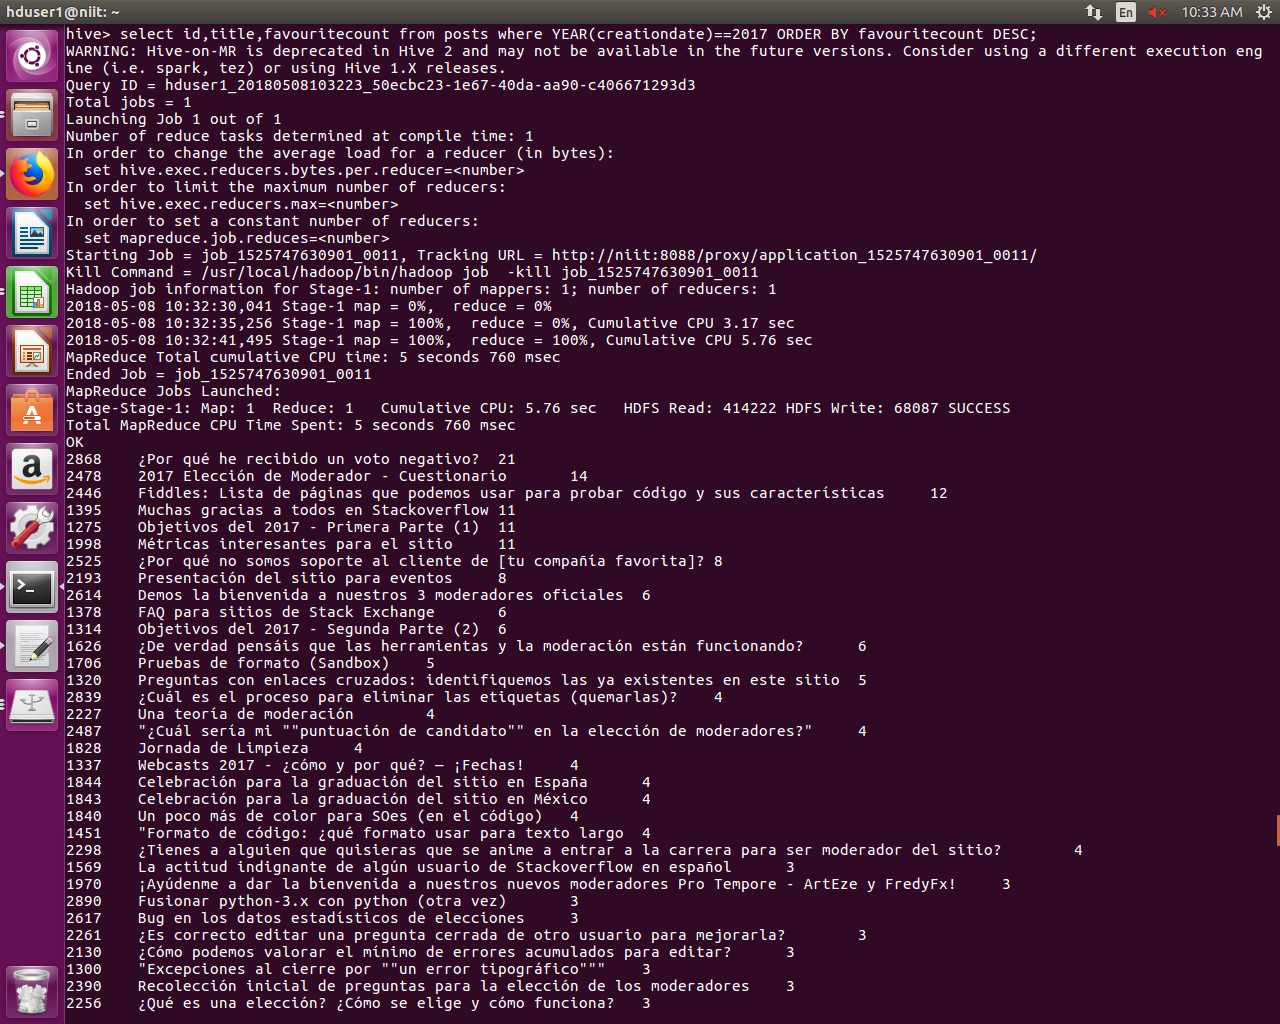 hduser1@niit: ~
En
10:33 AM
hive> select id,title,favouritecount from posts where YEAR(creationdate)==2017 ORDER BY favouritecount DESC;
WARNING: Hive-on-MR is deprecated in Hive 2 and may not be available in the future versions. Consider using a different execution eng
ine (i.e. spark, tez) or using Hive 1.X releases.
Query ID = hduser1_20180508103223_50ecbc23-1e67-40da-aa90-c406671293d3
Total jobs = 1
Launching Job 1 out of 1
Number of reduce tasks determined at compile time: 1
In order to change the average load for a reducer (in bytes):
  set hive.exec.reducers.bytes.per.reducer=<number>
In order to limit the maximum number of reducers:
  set hive.exec.reducers.max=<number>
In order to set a constant number of reducers:
  set mapreduce.job.reduces=<number>
Starting Job = job_1525747630901_0011, Tracking URL = http://niit:8088/proxy/application_1525747630901_0011/
Kill Command = /usr/local/hadoop/bin/hadoop job  -kill job_1525747630901_0011
Hadoop job information for Stage-1: number of mappers: 1; number of reducers: 1
2018-05-08 10:32:30,041 Stage-1 map = 0%,  reduce = 0%
2018-05-08 10:32:35,256 Stage-1 map = 100%,  reduce = 0%, Cumulative CPU 3.17 sec
2018-05-08 10:32:41,495 Stage-1 map = 100%,  reduce = 100%, Cumulative CPU 5.76 sec
MapReduce Total cumulative CPU time: 5 seconds 760 msec
Ended Job = job_1525747630901_0011
MapReduce Jobs Launched:
Stage-Stage-1: Map: 1  Reduce: 1   Cumulative CPU: 5.76 sec   HDFS Read: 414222 HDFS Write: 68087 SUCCESS
Total MapReduce CPU Time Spent: 5 seconds 760 msec
OK
2868	¿Por qué he recibido un voto negativo?	21
2478	2017 Elección de Moderador - Cuestionario	14
2446	Fiddles: Lista de páginas que podemos usar para probar código y sus características	12
1395	Muchas gracias a todos en Stackoverflow	11
1275	Objetivos del 2017 - Primera Parte (1)	11
1998	Métricas interesantes para el sitio	11
2525	¿Por qué no somos soporte al cliente de [tu compañía favorita]?	8
2193	Presentación del sitio para eventos	8
2614	Demos la bienvenida a nuestros 3 moderadores oficiales	6
1378	FAQ para sitios de Stack Exchange	6
1314	Objetivos del 2017 - Segunda Parte (2)	6
1626	¿De verdad pensáis que las herramientas y la moderación están funcionando?	6
1706	Pruebas de formato (Sandbox)	5
1320	Preguntas con enlaces cruzados: identifiquemos las ya existentes en este sitio	5
2839	¿Cuál es el proceso para eliminar las etiquetas (quemarlas)?	4
2227	Una teoría de moderación	4
2487	"¿Cuál sería mi ""puntuación de candidato"" en la elección de moderadores?"	4
1828	Jornada de Limpieza	4
1337	Webcasts 2017 - ¿cómo y por qué? — ¡Fechas!	4
1844	Celebración para la graduación del sitio en España	4
1843	Celebración para la graduación del sitio en México	4
1840	Un poco más de color para SOes (en el código)	4
1451	"Formato de código: ¿qué formato usar para texto largo	4
2298	¿Tienes a alguien que quisieras que se anime a entrar a la carrera para ser moderador del sitio?	4
1569	La actitud indignante de algún usuario de Stackoverflow en español	3
1970	¡Ayúdenme a dar la bienvenida a nuestros nuevos moderadores Pro Tempore - ArtEze y FredyFx!	3
2890	Fusionar python-3.x con python (otra vez)	3
2617	Bug en los datos estadísticos de elecciones	3
2261	¿Es correcto editar una pregunta cerrada de otro usuario para mejorarla?	3
2130	¿Cómo podemos valorar el mínimo de errores acumulados para editar?	3
1300	"Excepciones al cierre por ""un error tipográfico"""	3
2390	Recolección inicial de preguntas para la elección de los moderadores	3
2256	¿Qué es una elección? ¿Cómo se elige y cómo funciona?	3